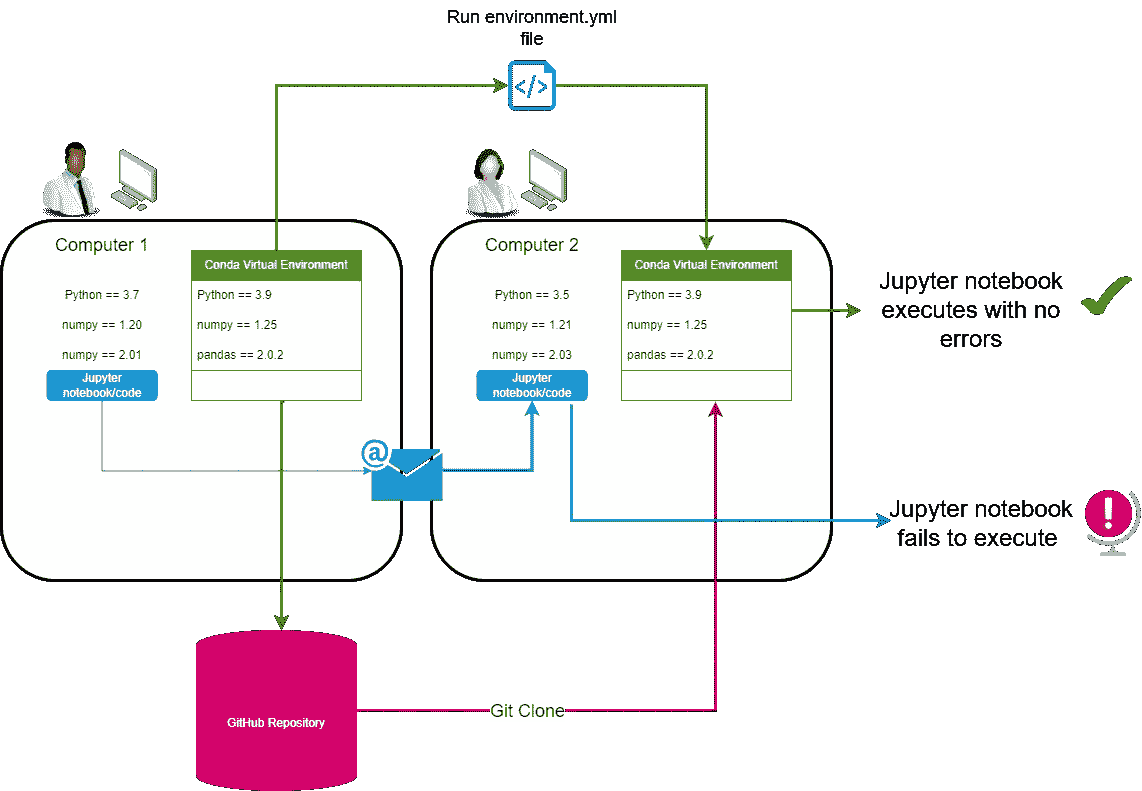 Run environment.yml
file
Computer 1
Conda Virtual Environment
Python == 3.7
Python == 3.9
numpy == 1.20
numpy == 1.25
numpy == 2.01
pandas == 2.0.2
Jupyter
notebook/code
Computer 2
Conda Virtual Environment
Python == 3.5
Python == 3.9
numpy == 1.21
numpy == 1.25
numpy == 2.03
pandas == 2.0.2
Jupyter
notebook/code
Jupyter notebook
executes with no
errors
@
Jupyter notebook
fails to execute
!
GitHub Repository
Git Clone